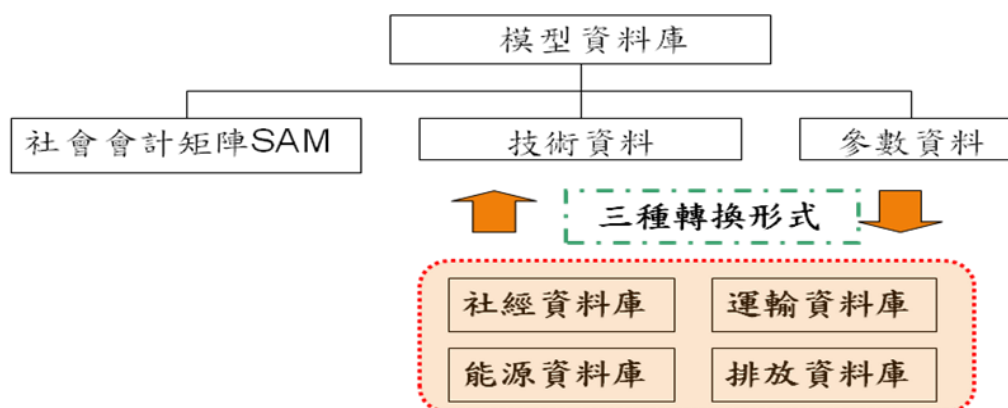 模型資料庫
社會會計矩陣SAM
技術資料
參數資料
三種轉換形式
社經資料庫
運輸資料庫
能源資料庫
排放資料庫